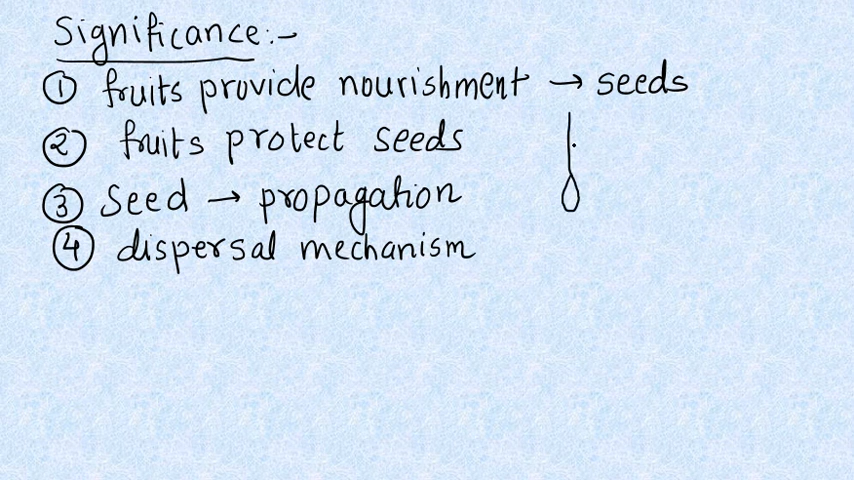 Significance:-
① fruits provide nourishment → seeds
② fruits protect seeds
③ Seed → propagation
④ dispersal mechanism